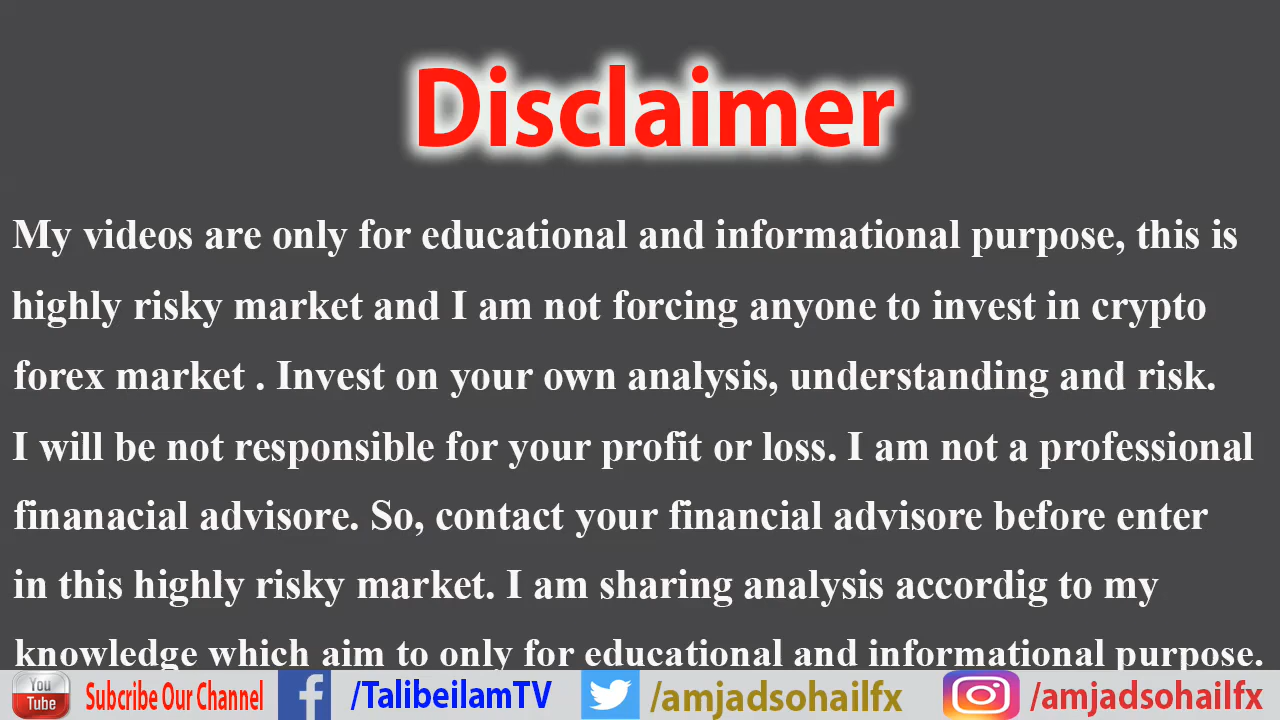 Disclaimer
My videos are only for educational and informational purpose, this is
highly risky market and I am not forcing anyone to invest in crypto
forex market . Invest on your own analysis, understanding and risk.
I will be not responsible for your profit or loss. I am not a professional
finanacial advisore. So, contact your financial advisore before enter
in this highly risky market. I am sharing analysis accordig to my
knowledge which aim to only for educational and informational purpose.
You Tube Subcribe Our Channel /TalibeilamTV /amjadsohailfx /amjadsohailfx